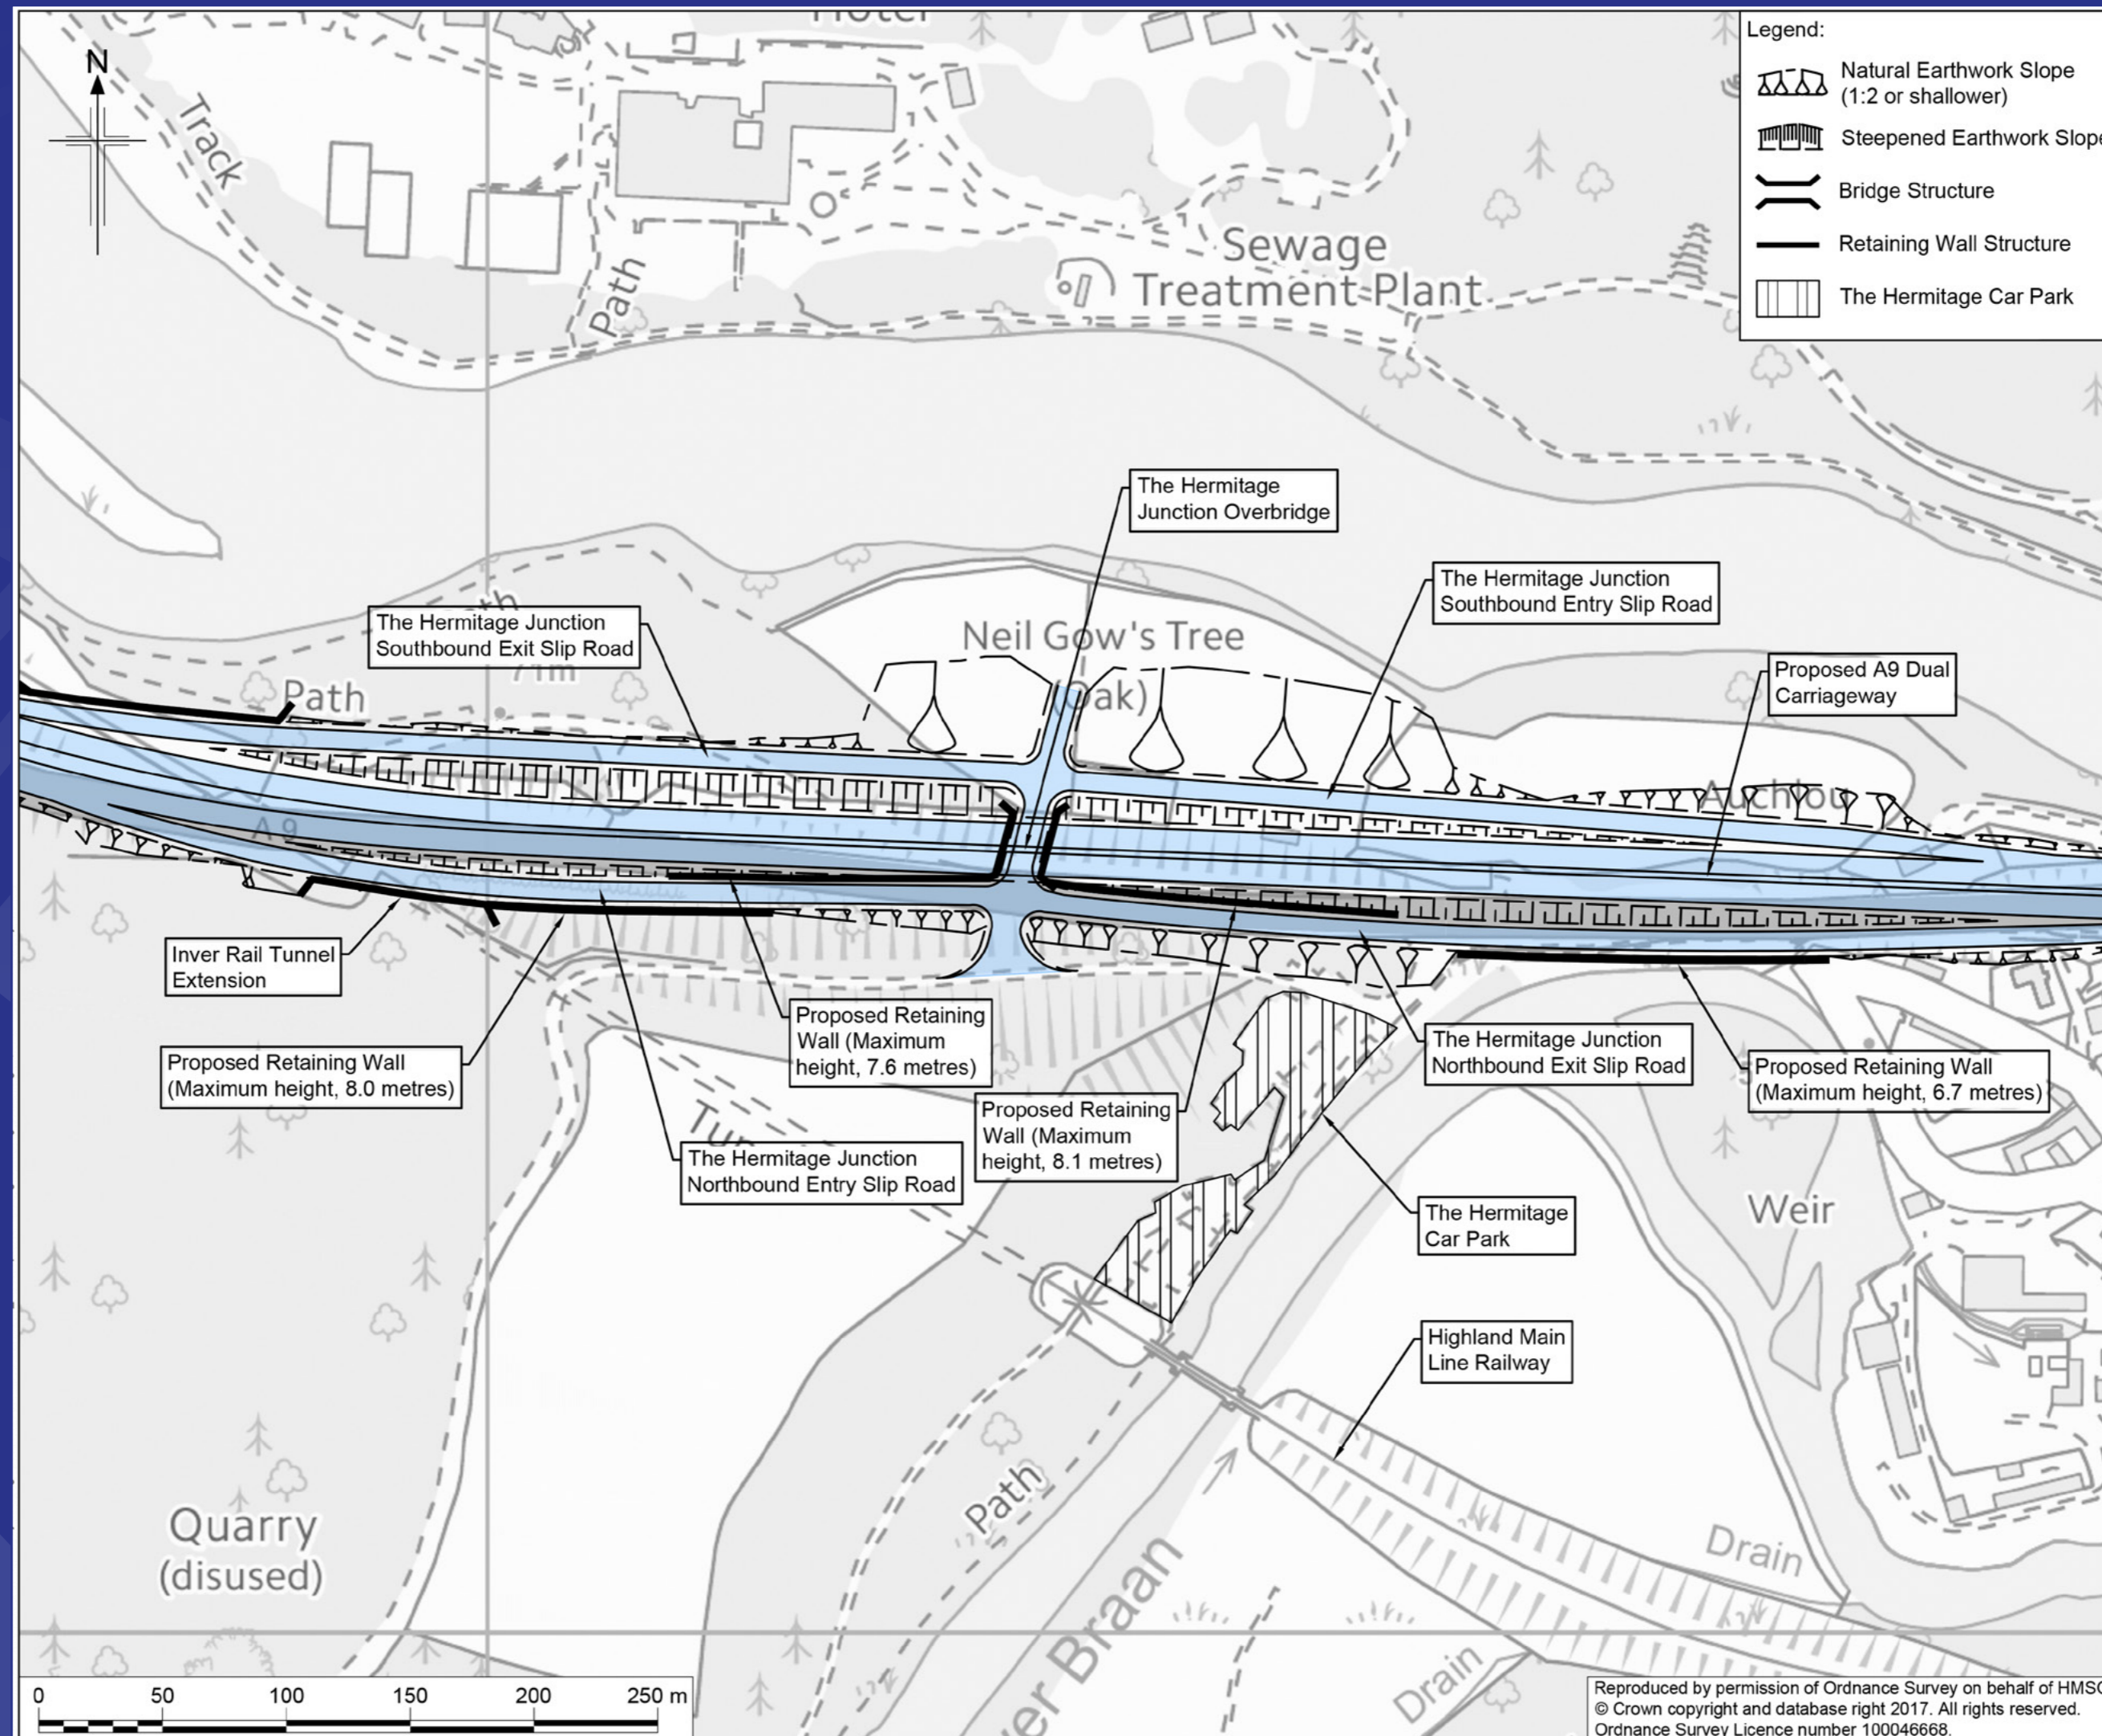 Hotel
N
Legend:
Natural Earthwork Slope
(1:2 or shallower)
Steepened Earthwork Slope
Bridge Structure
Retaining Wall Structure
The Hermitage Car Park
Track
Path
Sewage
Treatment Plant
The Hermitage
Junction Overbridge
The Hermitage Junction
Southbound Entry Slip Road
The Hermitage Junction
Southbound Exit Slip Road
71m
Neil Gow's Tree
(Oak)
Proposed A9 Dual
Carriageway
Path
A 9
Auchlou
Inver Rail Tunnel
Extension
Proposed Retaining Wall
(Maximum height, 8.0 metres)
Proposed Retaining
Wall (Maximum
height, 7.6 metres)
The Hermitage Junction
Northbound Entry Slip Road
Proposed Retaining
Wall (Maximum
height, 8.1 metres)
The Hermitage Junction
Northbound Exit Slip Road
Proposed Retaining Wall
(Maximum height, 6.7 metres)
The Hermitage
Car Park
Weir
Highland Main
Line Railway
Path
Quarry
(disused)
Drain
Drain
er Braan
0 50 100 150 200 250 m
Reproduced by permission of Ordnance Survey on behalf of HMSO
© Crown copyright and database right 2017. All rights reserved.
Ordnance Survey Licence number 100046668.